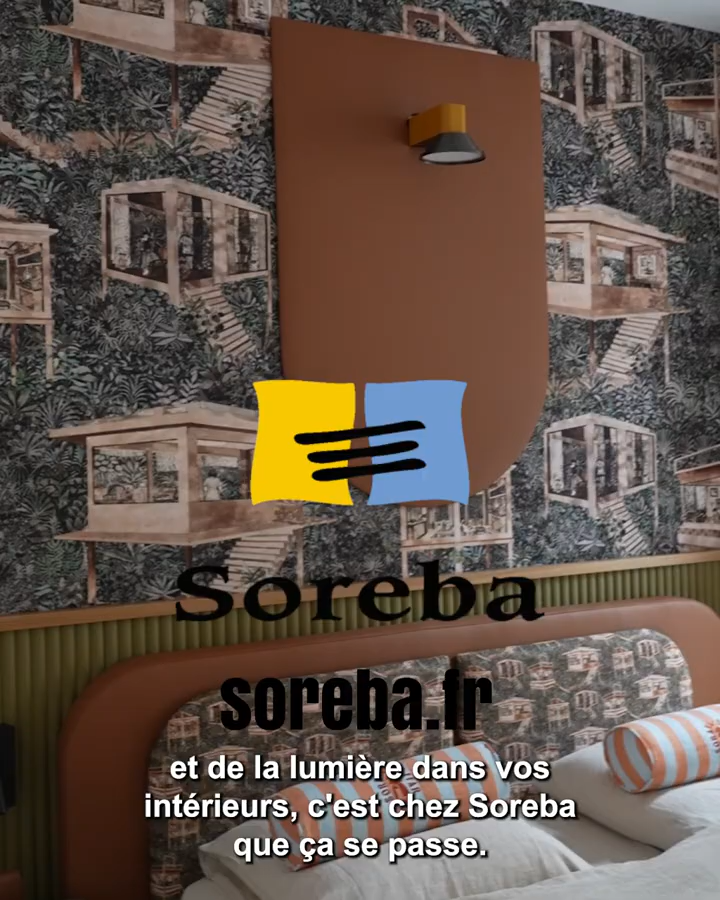 Soreba
soreba.fr
et de la lumière dans vos
intérieurs, c'est chez Soreba
que ça se passe.